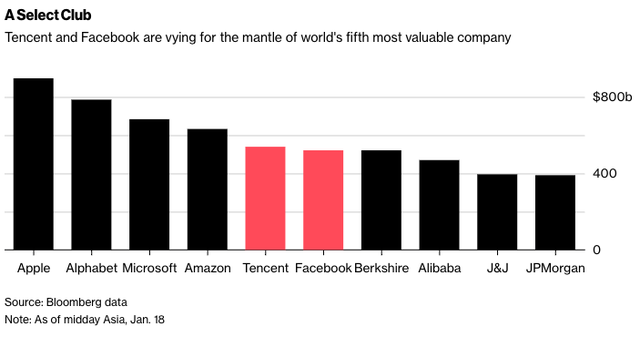 A Select Club
Tencent and Facebook are vying for the mantle of world's fifth most valuable company
$800b
400
0
Apple Alphabet Microsoft Amazon Tencent Facebook Berkshire Alibaba J&J JPMorgan
Source: Bloomberg data
Note: As of midday Asia, Jan. 18